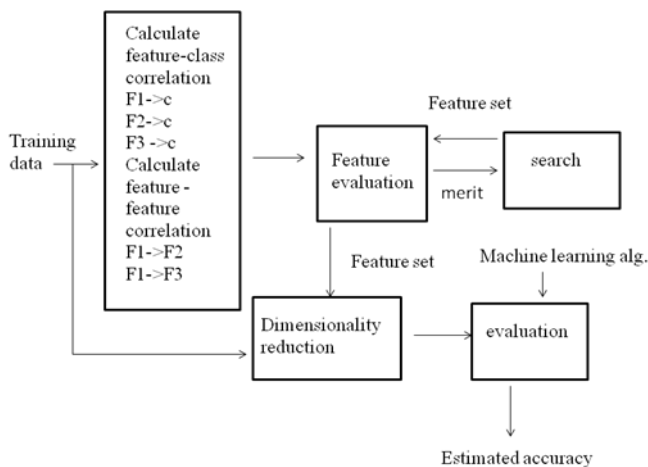 Training
data
Calculate
feature-class
correlation
F1->c
F2->c
F3 ->c
Calculate
feature -
feature
correlation
F1->F2
F1->F3
Feature set
Feature
evaluation
merit
search
Feature set
Machine learning alg.
Dimensionality
reduction
evaluation
Estimated accuracy